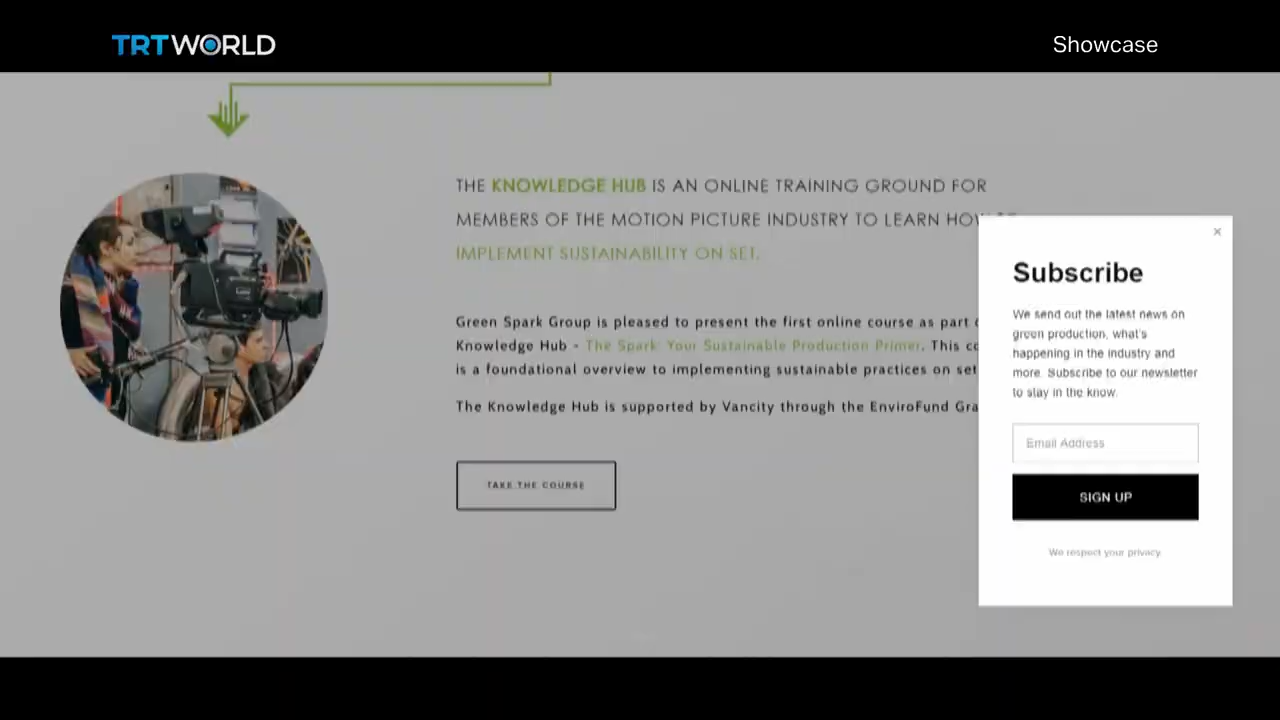 TRT WORLD
Showcase
THE KNOWLEDGE HUB IS AN ONLINE TRAINING GROUND FOR
MEMBERS OF THE MOTION PICTURE INDUSTRY TO LEARN
IMPLEMENT SUSTAINABILITY ON SET.
Green Spark Group is pleased to present the first online course as part
Knowledge Hub - The Spark: Your Sustainable Production Primer. This
is a foundational overview to implementing sustainable practices on set
The Knowledge Hub is supported by Vancity through the EnviroFund
TAKE THE COURSE
×
Subscribe
We send out the latest news on
green production, what's
happening in the industry and
more. Subscribe to our newsletter
to stay in the know.
Email Address
SIGN UP
We respect your privacy.